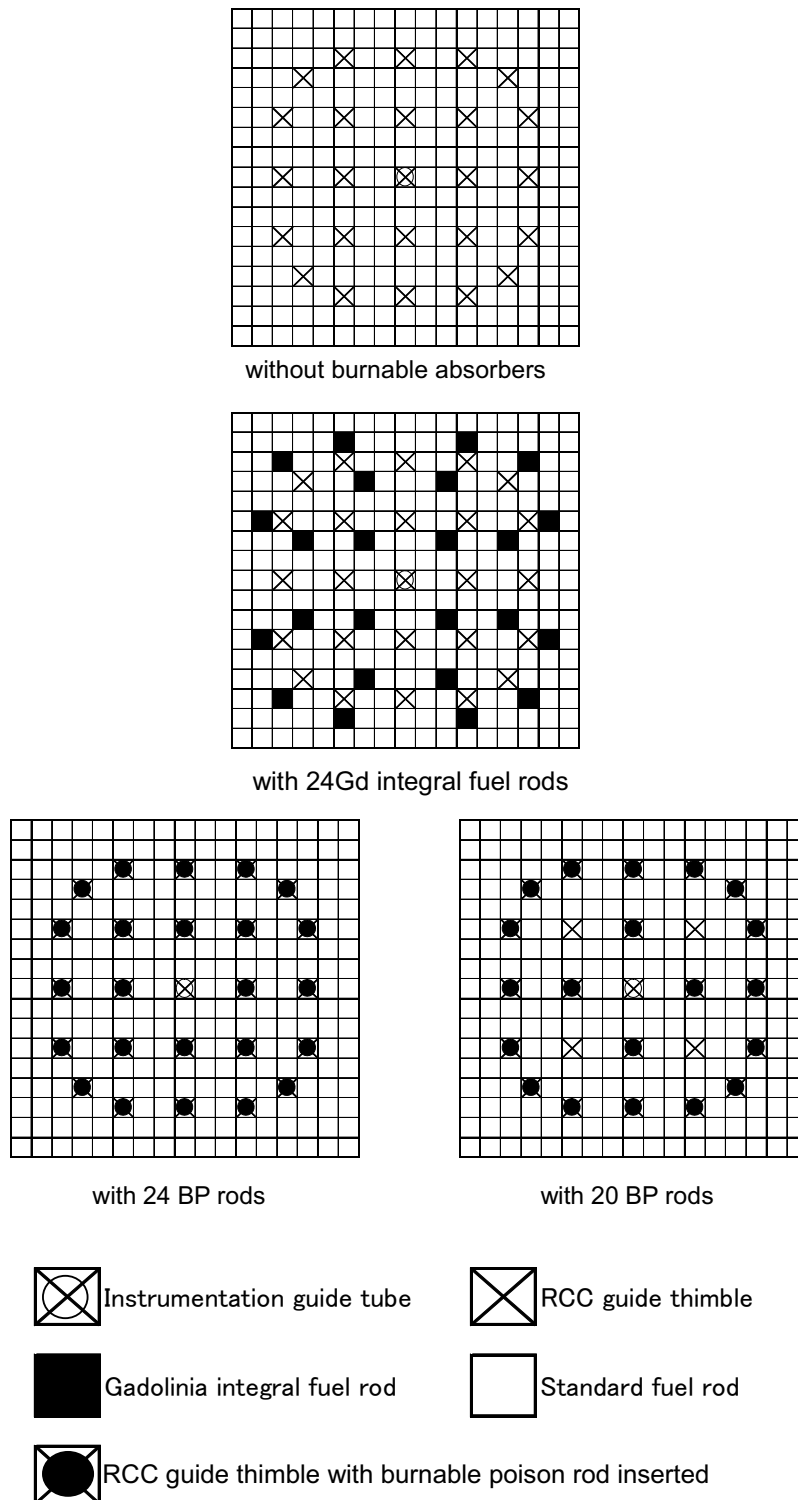 without burnable absorbers
with 24Gd integral fuel rods
with 24 BP rods
with 20 BP rods
Instrumentation guide tube
RCC guide thimble
Gadolinia integral fuel rod
Standard fuel rod
RCC guide thimble with burnable poison rod inserted